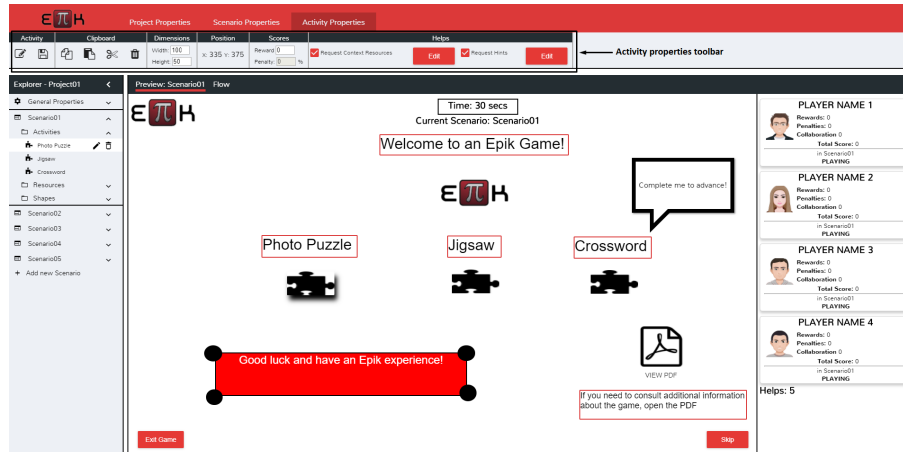 EπK
Project Properties Scenario Properties Activity Properties
Activity Clipboard Dimensions Position Scores Helps
Width: 100 X: 335 Y: 375 Reward 0 Request Context Resources Edit Request Hints Edit
Height: 50 Penalty: 0 %
Activity properties toolbar
Explorer - Project01
General Properties
Scenario01
Activities
Photo Puzzle
Jigsaw
Crossword
Resources
Shapes
Scenario02
Scenario03
Scenario04
Scenario05
+ Add new Scenario
Preview: Scenario01 Flow
EπK
Time: 30 secs
Current Scenario: Scenario01
Welcome to an Epik Game!
EπK
Complete me to advance!
Photo Puzzle Jigsaw Crossword
Good luck and have an Epik experience!
VIEW PDF
If you need to consult additional information
about the game, open the PDF
Exit Game Skip
PLAYER NAME 1
Rewards: 0
Penalties: 0
Collaboration 0
Total Score: 0
in Scenario01
PLAYING
PLAYER NAME 2
Rewards: 0
Penalties: 0
Collaboration 0
Total Score: 0
in Scenario01
PLAYING
PLAYER NAME 3
Rewards: 0
Penalties: 0
Collaboration 0
Total Score: 0
in Scenario01
PLAYING
PLAYER NAME 4
Rewards: 0
Penalties: 0
Collaboration 0
Total Score: 0
in Scenario01
PLAYING
Helps: 5